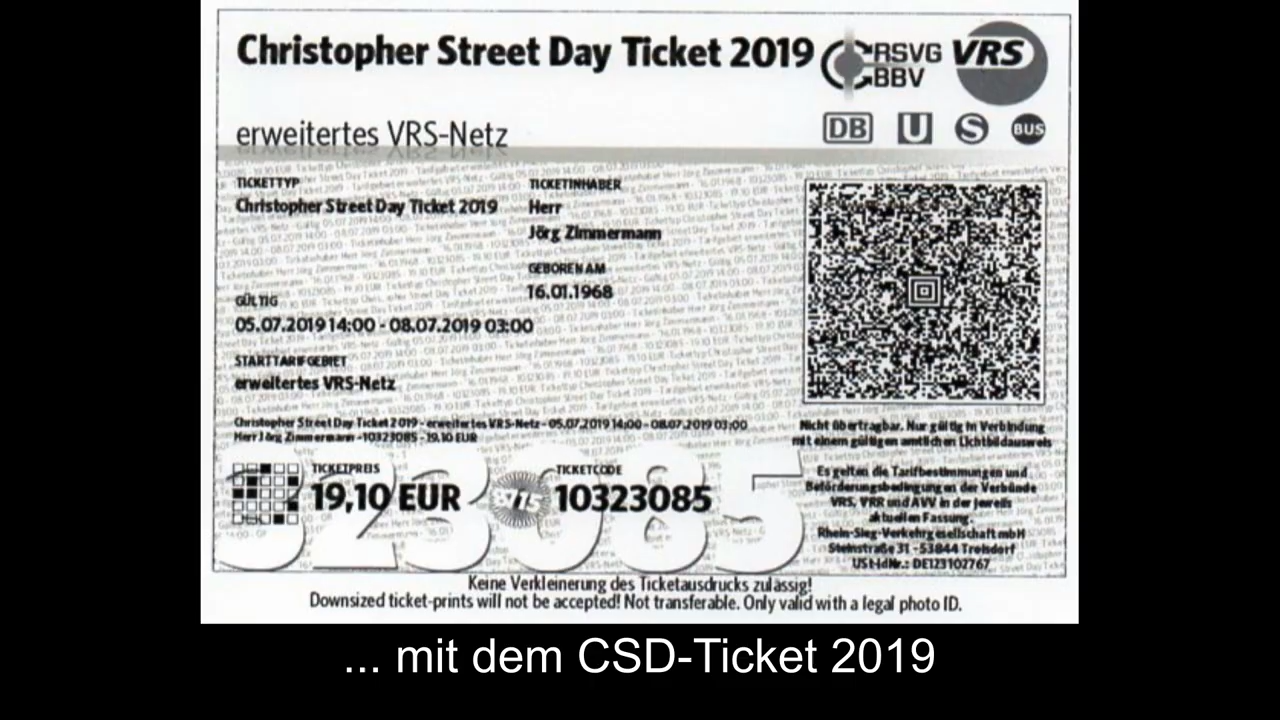 Christopher Street Day Ticket 2019
RSVG
BBV
VRS
erweitertes VRS-Netz
DB U S BUS
TICKETTYP
Christopher Street Day Ticket 2019
TICKETINHABER
Herr
Jörg Zimmermann
GEBOREN AM
16.01.1968
GÜLTIG
05.07.2019 14:00 - 08.07.2019 03:00
STARTTARIFGEBIET
erweitertes VRS-Netz
Christopher Street Day Ticket 2019 - erweitertes VRS-Netz - 05.07.2019 14:00 - 08.07.2019 03:00
Herr Jörg Zimmermann - 10323085 - 19.10 EUR
Nicht übertragbar. Nur gültig in Verbindung
mit einem gültigen amtlichen Lichtbildausweis
TICKETPREIS
19,10 EUR
TICKETCODE
10323085
323085
Es gelten die Tarifbestimmungen und
Beförderungsbedingungen der Verbünde
VRS, VRR und AVV in der jeweils
aktuellen Fassung.
Rhein-Sieg-Verkehrsgesellschaft mbH
Steinstraße 31 - 53844 Troisdorf
USt-IdNr.: DE123102767
Keine Verkleinerung des Ticketausdrucks zulässig!
Downsized ticket-prints will not be accepted! Not transferable. Only valid with a legal photo ID.
... mit dem CSD-Ticket 2019